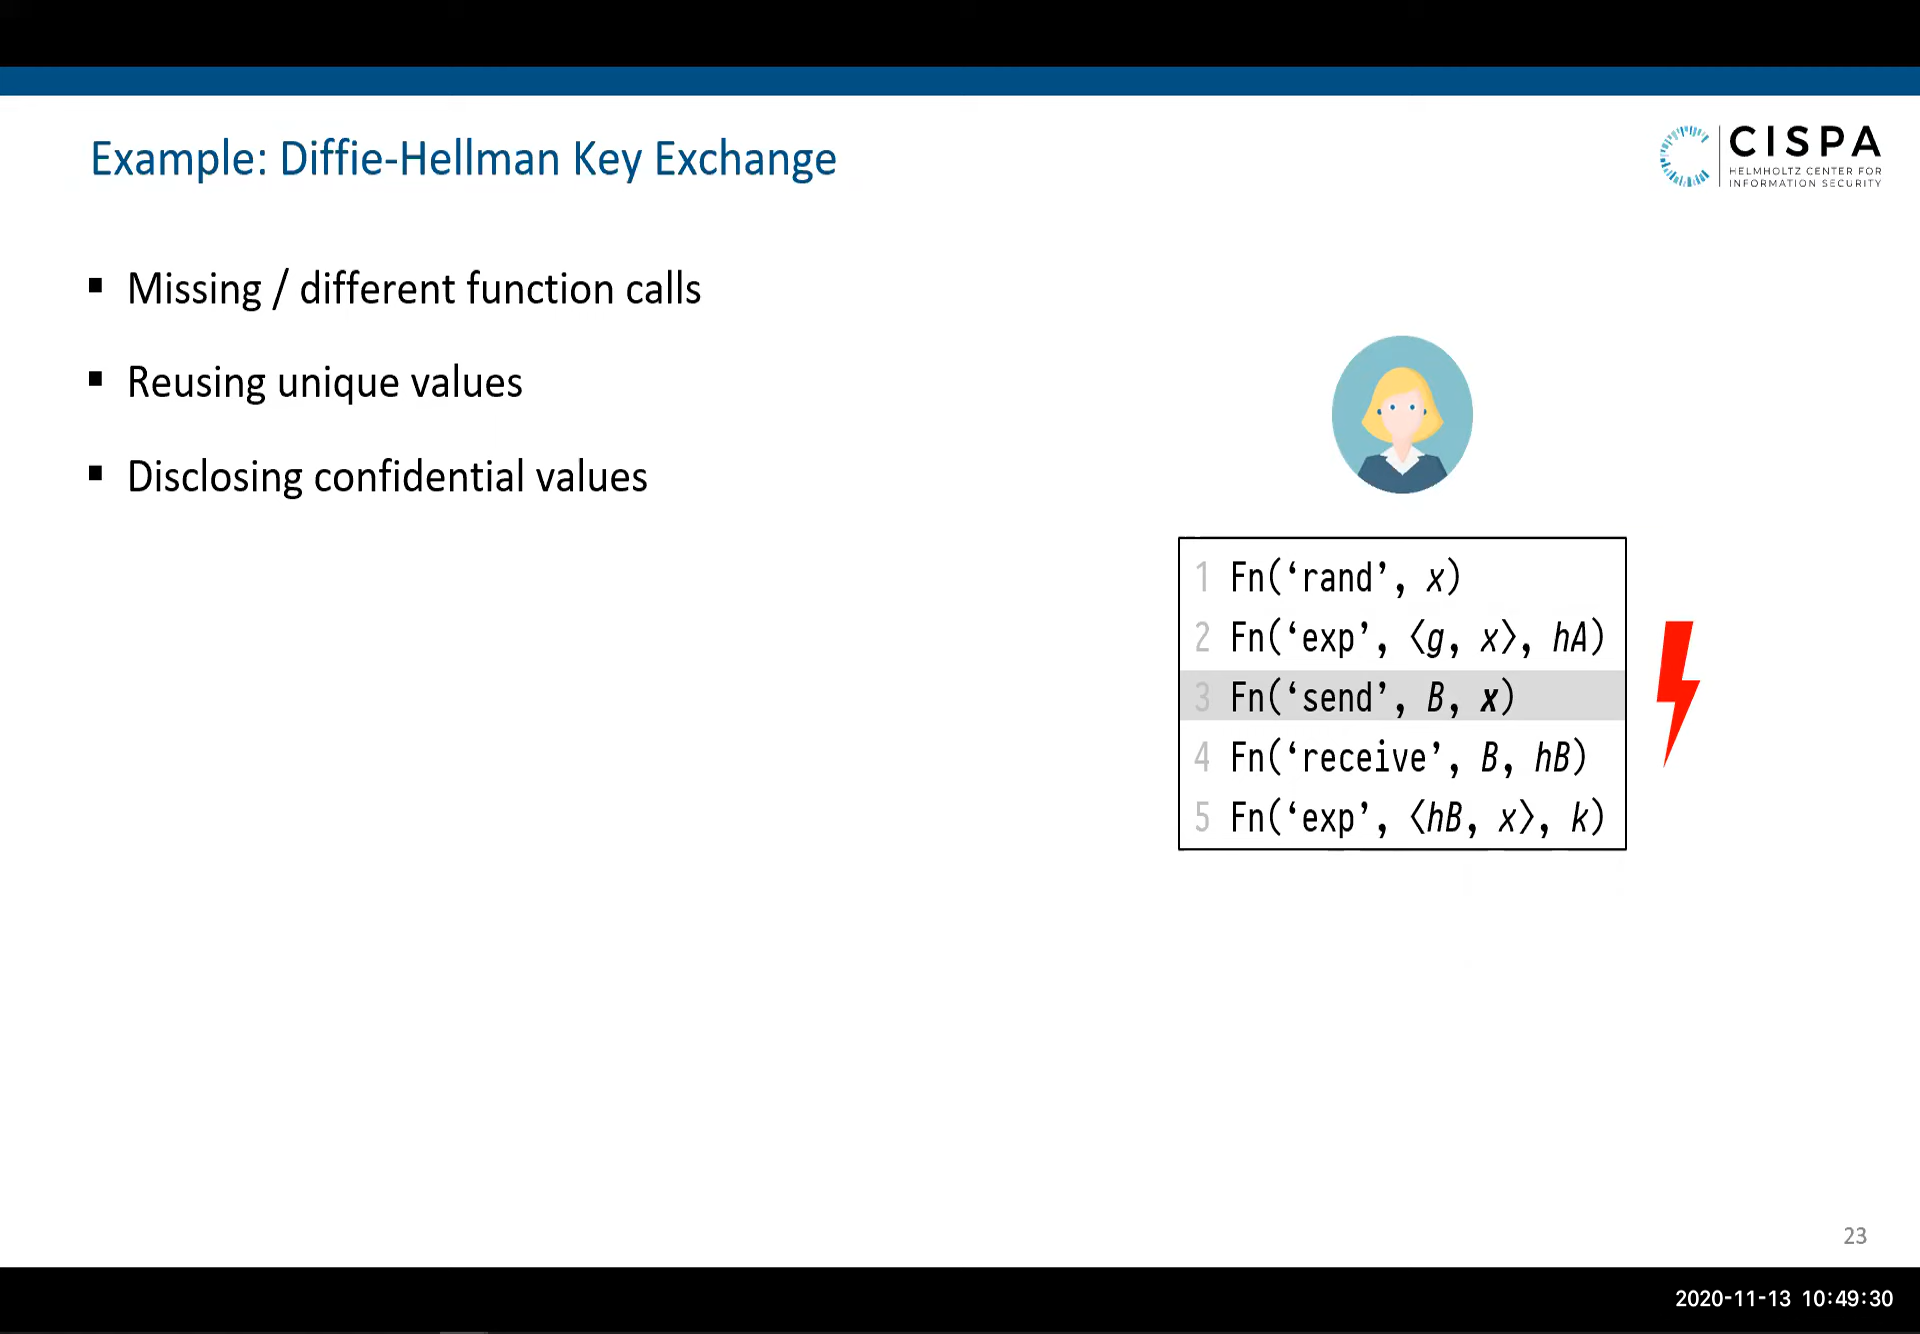 Example: Diffie-Hellman Key Exchange
CISPA
HELMHOLTZ CENTER FOR
INFORMATION SECURITY
▪ Missing / different function calls
▪ Reusing unique values
▪ Disclosing confidential values
1 Fn(‘rand’, x)
2 Fn(‘exp’, ⟨g, x⟩, hA)
3 Fn(‘send’, B, x)
4 Fn(‘receive’, B, hB)
5 Fn(‘exp’, ⟨hB, x⟩, k)
23
2020-11-13 10:49:30